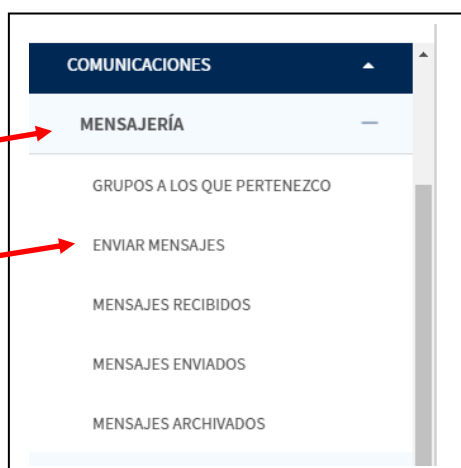 COMUNICACIONES
MENSAJERÍA
GRUPOS A LOS QUE PERTENEZCO
ENVIAR MENSAJES
MENSAJES RECIBIDOS
MENSAJES ENVIADOS
MENSAJES ARCHIVADOS